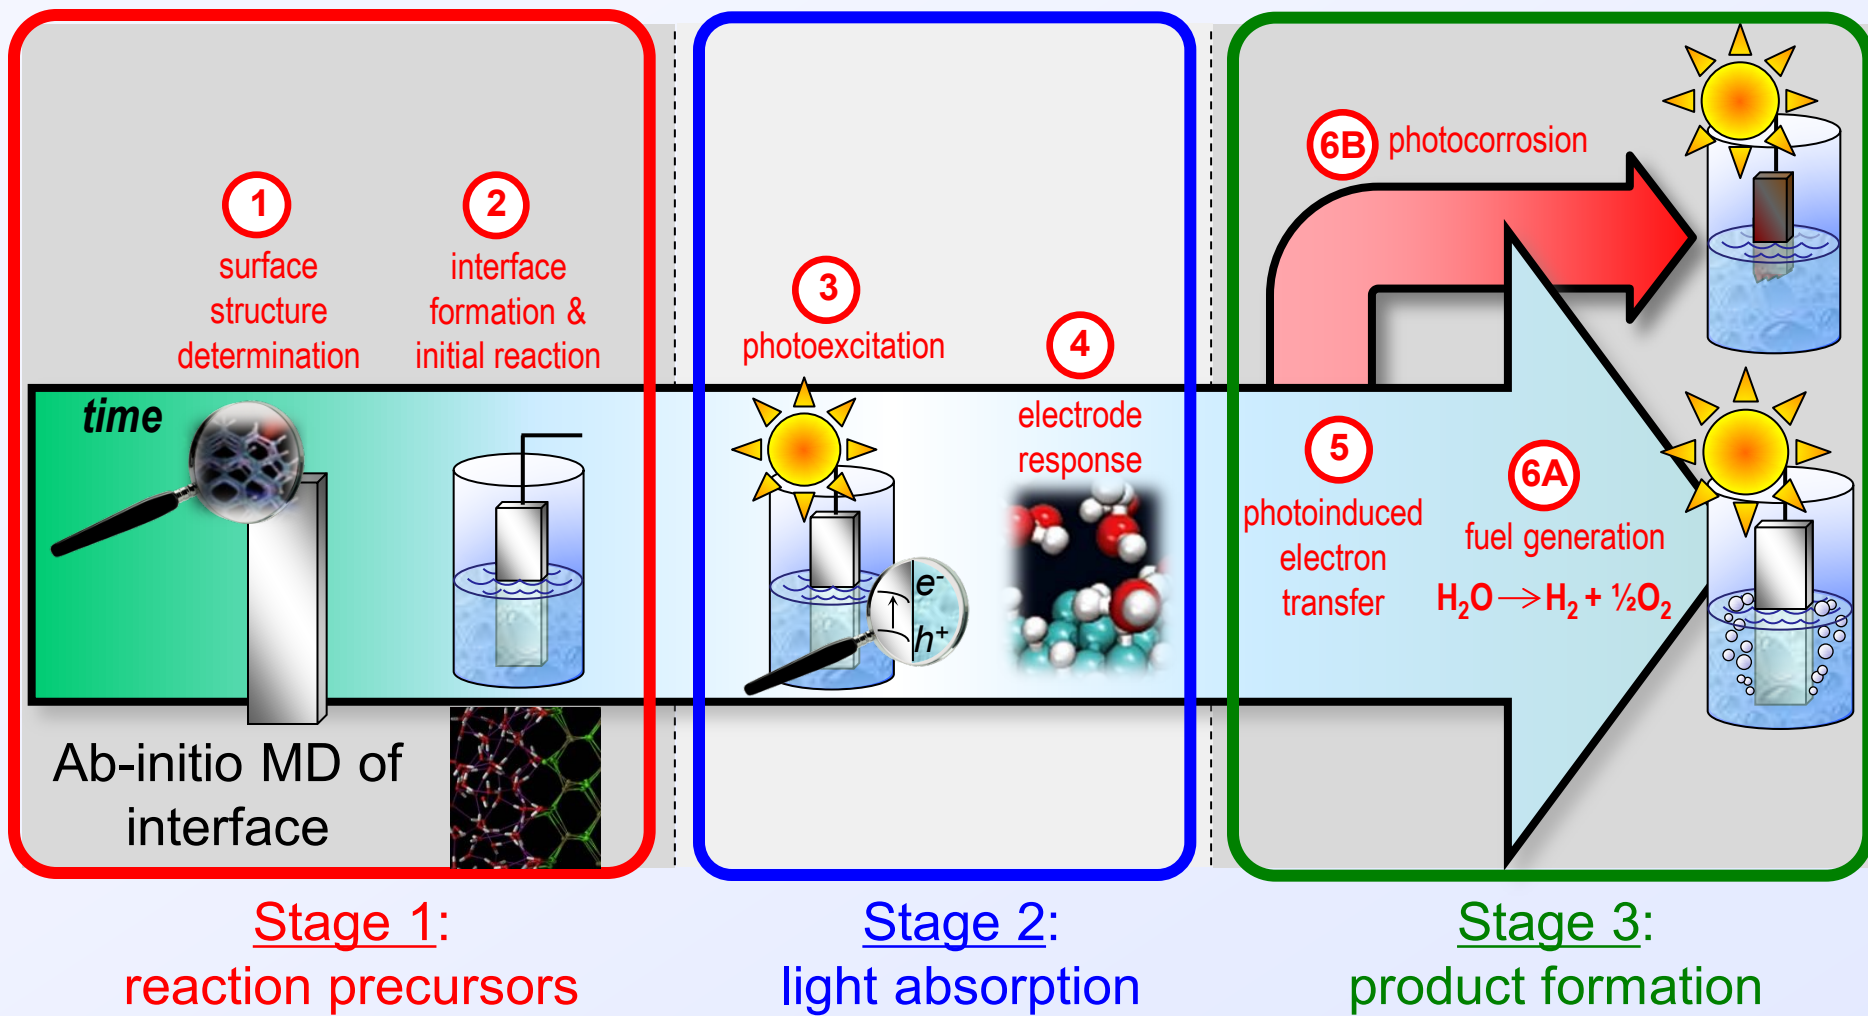 1
surface
structure
determination
2
interface
formation &
initial reaction
time
Ab-initio MD of
interface
Stage 1:
reaction precursors
3
photoexcitation
4
electrode
response
e⁻
h⁺
Stage 2:
light absorption
6B photocorrosion
5
photoinduced
electron
transfer
6A
fuel generation
H₂O → H₂ + ½O₂
Stage 3:
product formation